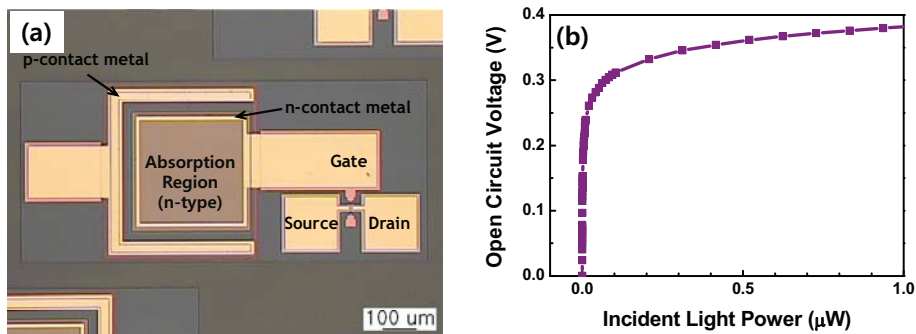 (a)
p-contact metal
n-contact metal
Absorption
Region
(n-type)
Gate
Source
Drain
100 um
(b)
Open Circuit Voltage (V)
0.4
0.3
0.2
0.1
0.0
0.0
0.5
1.0
Incident Light Power (μW)